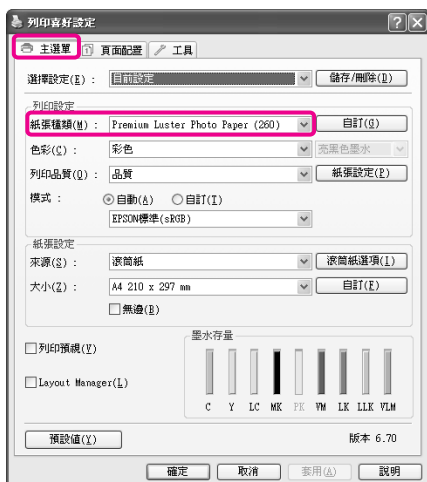 列印喜好設定
主選單 頁面配置 工具
選擇設定(E): 目前設定 儲存/刪除(D)
列印設定
紙張種類(M): Premium Luster Photo Paper (260) 自訂(G)
色彩(C): 彩色 亮黑色墨水
列印品質(Q): 品質 紙張設定(P)
模式: 自動(A) 自訂(I)
EPSON標準(sRGB)
紙張設定
來源(S): 滾筒紙 滾筒紙選項(I)
大小(Z): A4 210 x 297 mm 自訂(F)
無邊(B)
列印預視(V)
墨水存量
Layout Manager(L)
C Y LC MK PK VM LK LLK VLM
預設值(Y) 版本 6.70
確定 取消 套用(A) 說明